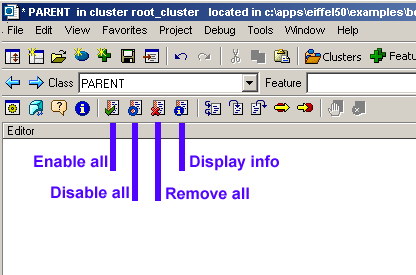 * PARENT in cluster root_cluster located in c:\apps\eiffel50\examples\b
File Edit View Favorites Project Debug Tools Window Help
Clusters Featu
Class PARENT Feature
Editor
Enable all Display info
Disable all Remove all